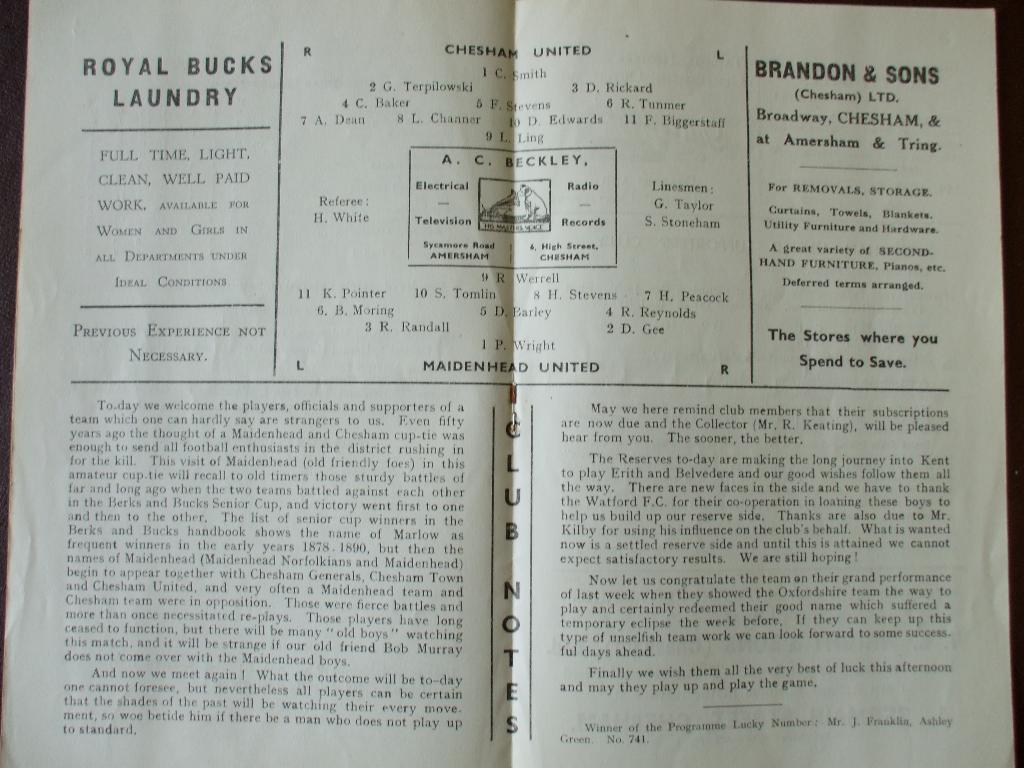 ROYAL BUCKS
LAUNDRY
FULL TIME, LIGHT,
CLEAN, WELL PAID
WORK, AVAILABLE FOR
WOMEN AND GIRLS IN
ALL DEPARTMENTS UNDER
IDEAL CONDITIONS
PREVIOUS EXPERIENCE NOT
NECESSARY.
R CHESHAM UNITED L
1 C. Smith
2 G. Terpilowski 3 D. Rickard
4 C. Baker 5 F. Stevens 6 R. Tunmer
7 A. Dean 8 L. Channer 10 D. Edwards 11 F. Biggerstaff
9 L. Ling
Referee:
H. White
A. C. BECKLEY,
Electrical Radio
— —
Television Records
HIS MASTER'S VOICE
Sycamore Road 6, High Street,
AMERSHAM CHESHAM
Linesmen:
G. Taylor
S. Stoneham
9 R Werrell
11 K. Pointer 10 S. Tomlin 8 H. Stevens 7 H. Peacock
6. B. Moring 5 D. Earley 4 R. Reynolds
3 R. Randall 2 D. Gee
1 P. Wright
L MAIDENHEAD UNITED R
BRANDON & SONS
(Chesham) LTD.
Broadway, CHESHAM, &
at Amersham & Tring.
For REMOVALS, STORAGE.
Curtains, Towels, Blankets.
Utility Furniture and Hardware.
A great variety of SECOND-
HAND FURNITURE, Pianos, etc.
Deferred terms arranged.
The Stores where you
Spend to Save.
To-day we welcome the players, officials and supporters of a
team which one can hardly say are strangers to us. Even fifty
years ago the thought of a Maidenhead and Chesham cup-tie was
enough to send all football enthusiasts in the district rushing in
for the kill. This visit of Maidenhead (old friendly foes) in this
amateur cup.tie will recall to old timers those sturdy battles of
far and long ago when the two teams battled against each other
in the Berks and Bucks Senior Cup, and victory went first to one
and then to the other. The list of senior cup winners in the
Berks and Bucks handbook shows the name of Marlow as
frequent winners in the early years 1878-1890, but then the
names of Maidenhead (Maidenhead Norfolkians and Maidenhead)
begin to appear together with Chesham Generals, Chesham Town
and Chesham United, and very often a Maidenhead team and
Chesham team were in opposition. Those were fierce battles and
more than once necessitated re-plays. Those players have long
ceased to function, but there will be many "old boys" watching
this match, and it will be strange if our old friend Bob Murray
does not come over with the Maidenhead boys.
And now we meet again! What the outcome will be to-day
one cannot foresee, but nevertheless all players can be certain
that the shades of the past will be watching their every move-
ment, so woe betide him if there be a man who does not play up
to standard.
CLUB NOTES
May we here remind club members that their subscriptions
are now due and the Collector (Mr. R. Keating), will be pleased
hear from you. The sooner, the better.
The Reserves to-day are making the long journey into Kent
to play Erith and Belvedere and our good wishes follow them all
the way. There are new faces in the side and we have to thank
the Watford F.C. for their co-operation in loaning these boys to
help us build up our reserve side. Thanks are also due to Mr.
Kilby for using his influence on the club's behalf. What is wanted
now is a settled reserve side and until this is attained we cannot
expect satisfactory results. We are still hoping!
Now let us congratulate the team on their grand performance
of last week when they showed the Oxfordshire team the way to
play and certainly redeemed their good name which suffered a
temporary eclipse the week before. If they can keep up this
type of unselfish team work we can look forward to some success-
ful days ahead.
Finally we wish them all the very best of luck this afternoon
and may they play up and play the game.
Winner of the Programme Lucky Number: Mr. J. Franklin, Ashley
Green. No. 741.